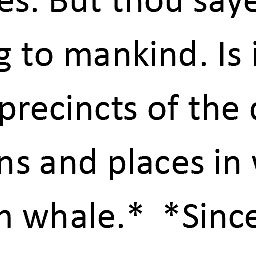 es. But thou saye
g to mankind. Is i
precincts of the
ns and places in
n whale.* *Since